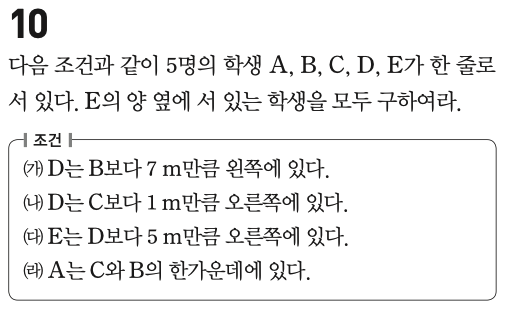 10
다음 조건과 같이 5명의 학생 A, B, C, D, E가 한 줄로
서 있다. E의 양 옆에 서 있는 학생을 모두 구하여라.
조건
㈎ D는 B보다 7 m만큼 왼쪽에 있다.
㈏ D는 C보다 1 m만큼 오른쪽에 있다.
㈐ E는 D보다 5 m만큼 오른쪽에 있다.
㈑ A는 C와 B의 한가운데에 있다.